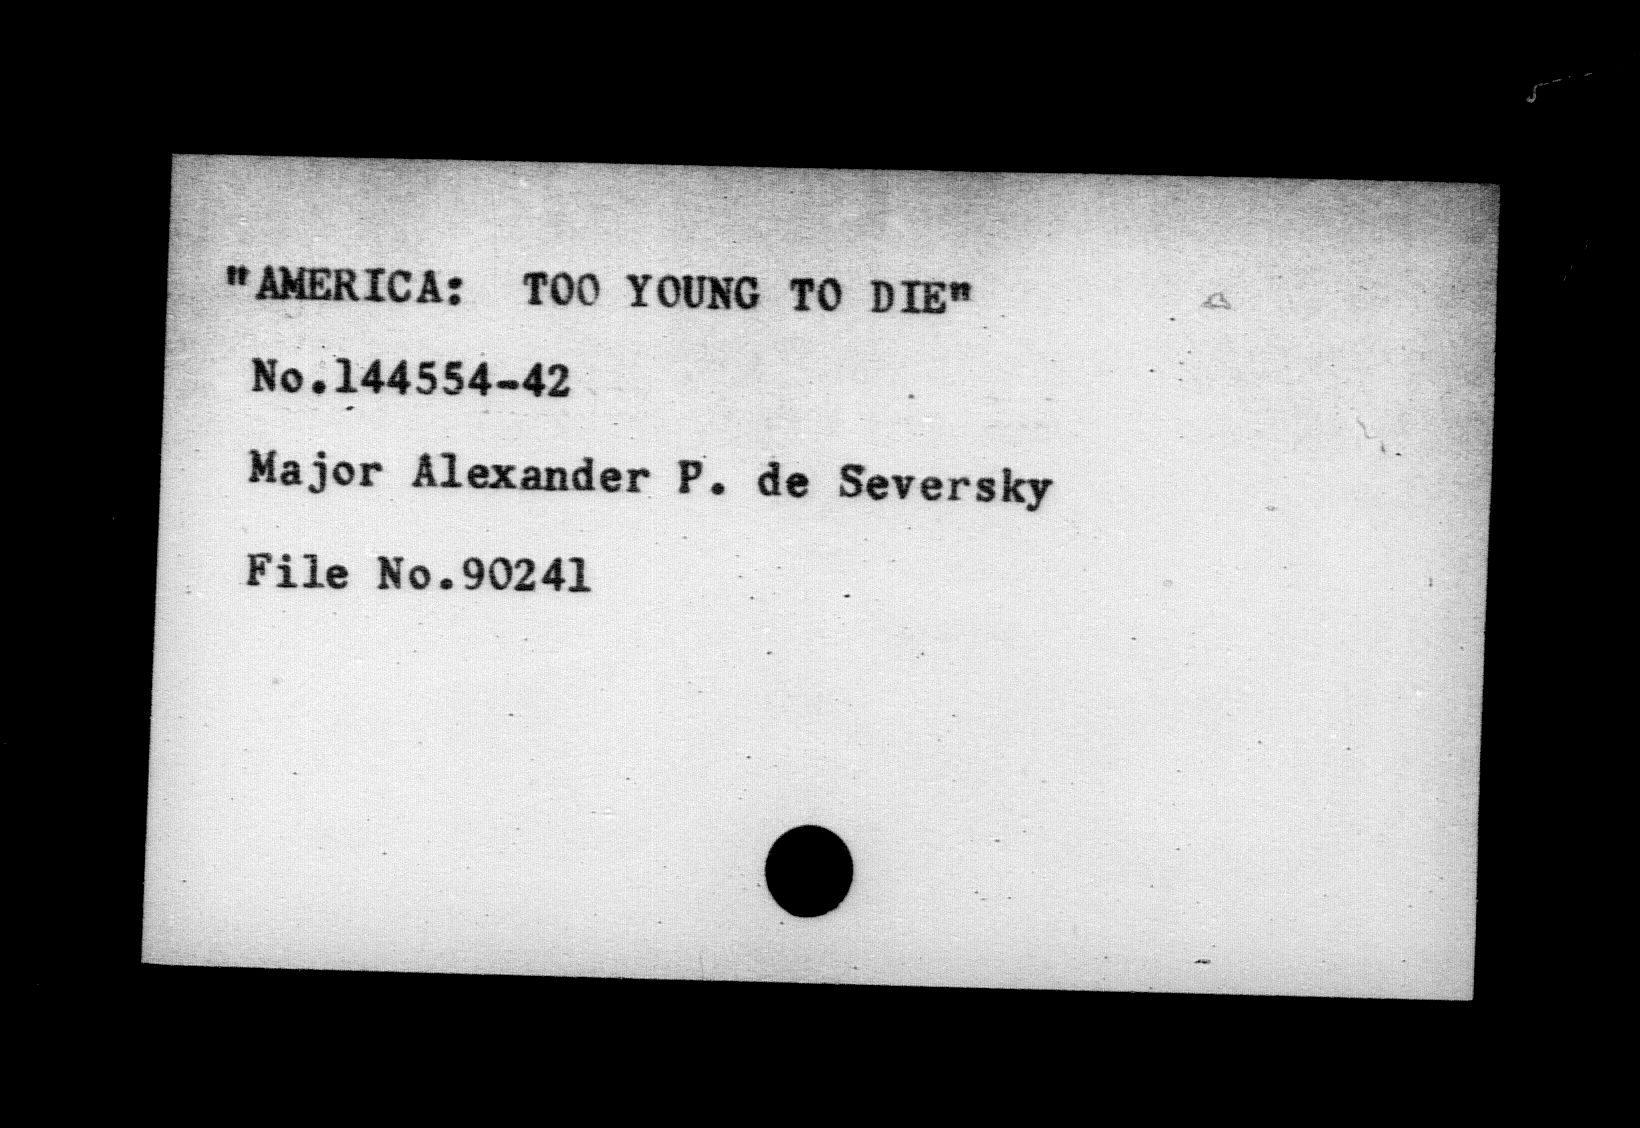 "AMERICA:  TOO YOUNG TO DIE"
No.144554-42
Major Alexander P. de Seversky
File No.90241